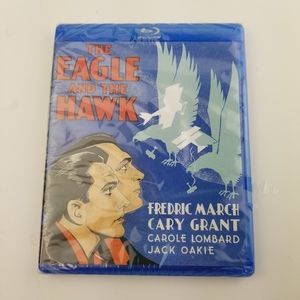 THE
EAGLE
AND THE
HAWK
FREDRIC MARCH
CARY GRANT
CAROLE LOMBARD
JACK OAKIE